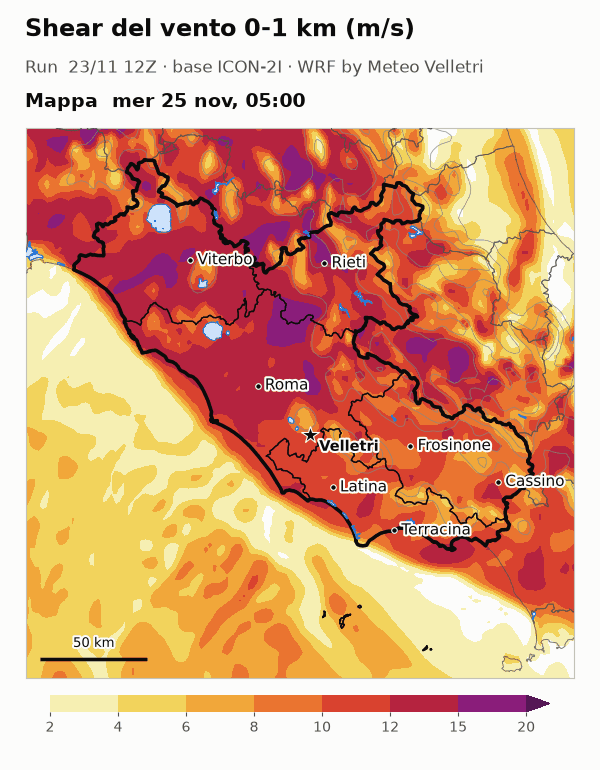 Shear del vento 0-1 km (m/s)
Run  23/11 12Z · base ICON-2I · WRF by Meteo Velletri
Mappa  mer 25 nov, 05:00
Viterbo
Rieti
Roma
Velletri
Frosinone
Cassino
Latina
Terracina
50 km
2 4 6 8 10 12 15 20